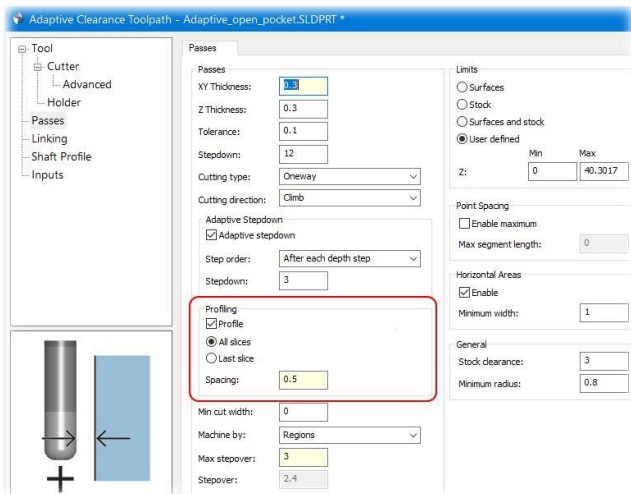 Adaptive Clearance Toolpath - Adaptive_open_pocket.SLDPRT *
Tool
Cutter
Advanced
Holder
Passes
Linking
Shaft Profile
Inputs
Passes
Passes
XY Thickness: 0.3
Z Thickness: 0.3
Tolerance: 0.1
Stepdown: 12
Cutting type: Oneway
Cutting direction: Climb
Adaptive Stepdown
Adaptive stepdown
Step order: After each depth step
Stepdown: 3
Profiling
Profile
All slices
Last slice
Spacing: 0.5
Min cut width: 0
Machine by: Regions
Max stepover: 3
Stepover: 2.4
Limits
Surfaces
Stock
Surfaces and stock
User defined
Min Max
Z: 0 40.3017
Point Spacing
Enable maximum
Max segment length: 0
Horizontal Areas
Enable
Minimum width: 1
General
Stock clearance: 3
Minimum radius: 0.8